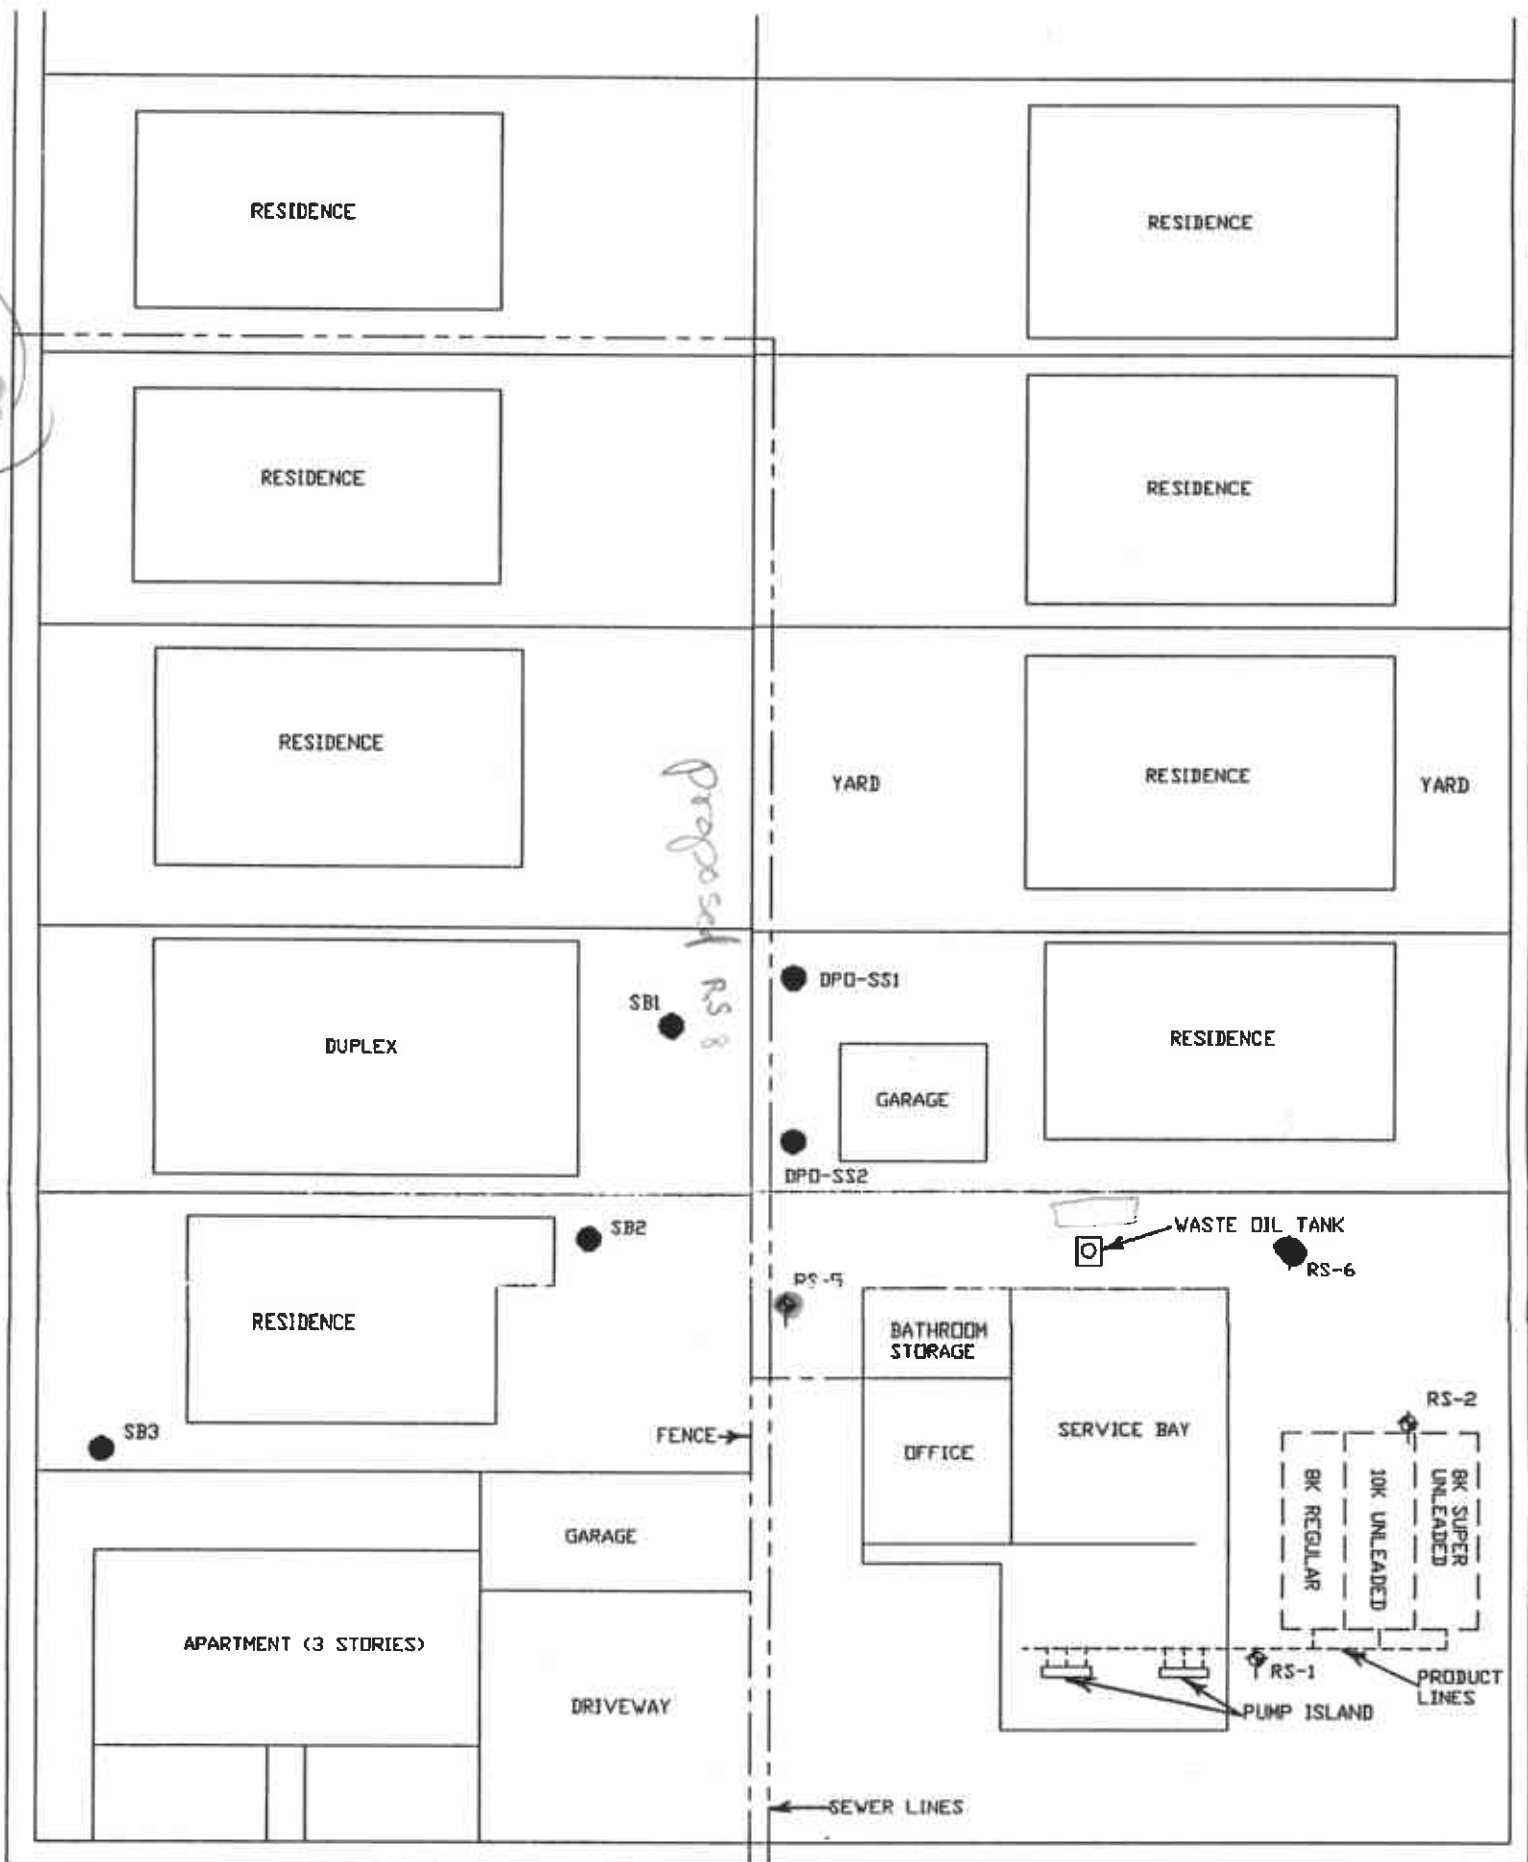 RESIDENCE
RESIDENCE
RESIDENCE
RESIDENCE
RESIDENCE
YARD
RESIDENCE
YARD
proposed RS 8
SB1
DPO-SS1
DUPLEX
RESIDENCE
GARAGE
DPO-SS2
SB2
WASTE OIL TANK
RS-6
RS-5
RESIDENCE
BATHROOM
STORAGE
RS-2
SB3
FENCE
OFFICE
SERVICE BAY
8K REGULAR
10K UNLEADED
8K SUPER
UNLEADED
GARAGE
APARTMENT (3 STORIES)
RS-1
PRODUCT
LINES
DRIVEWAY
PUMP ISLAND
SEWER LINES